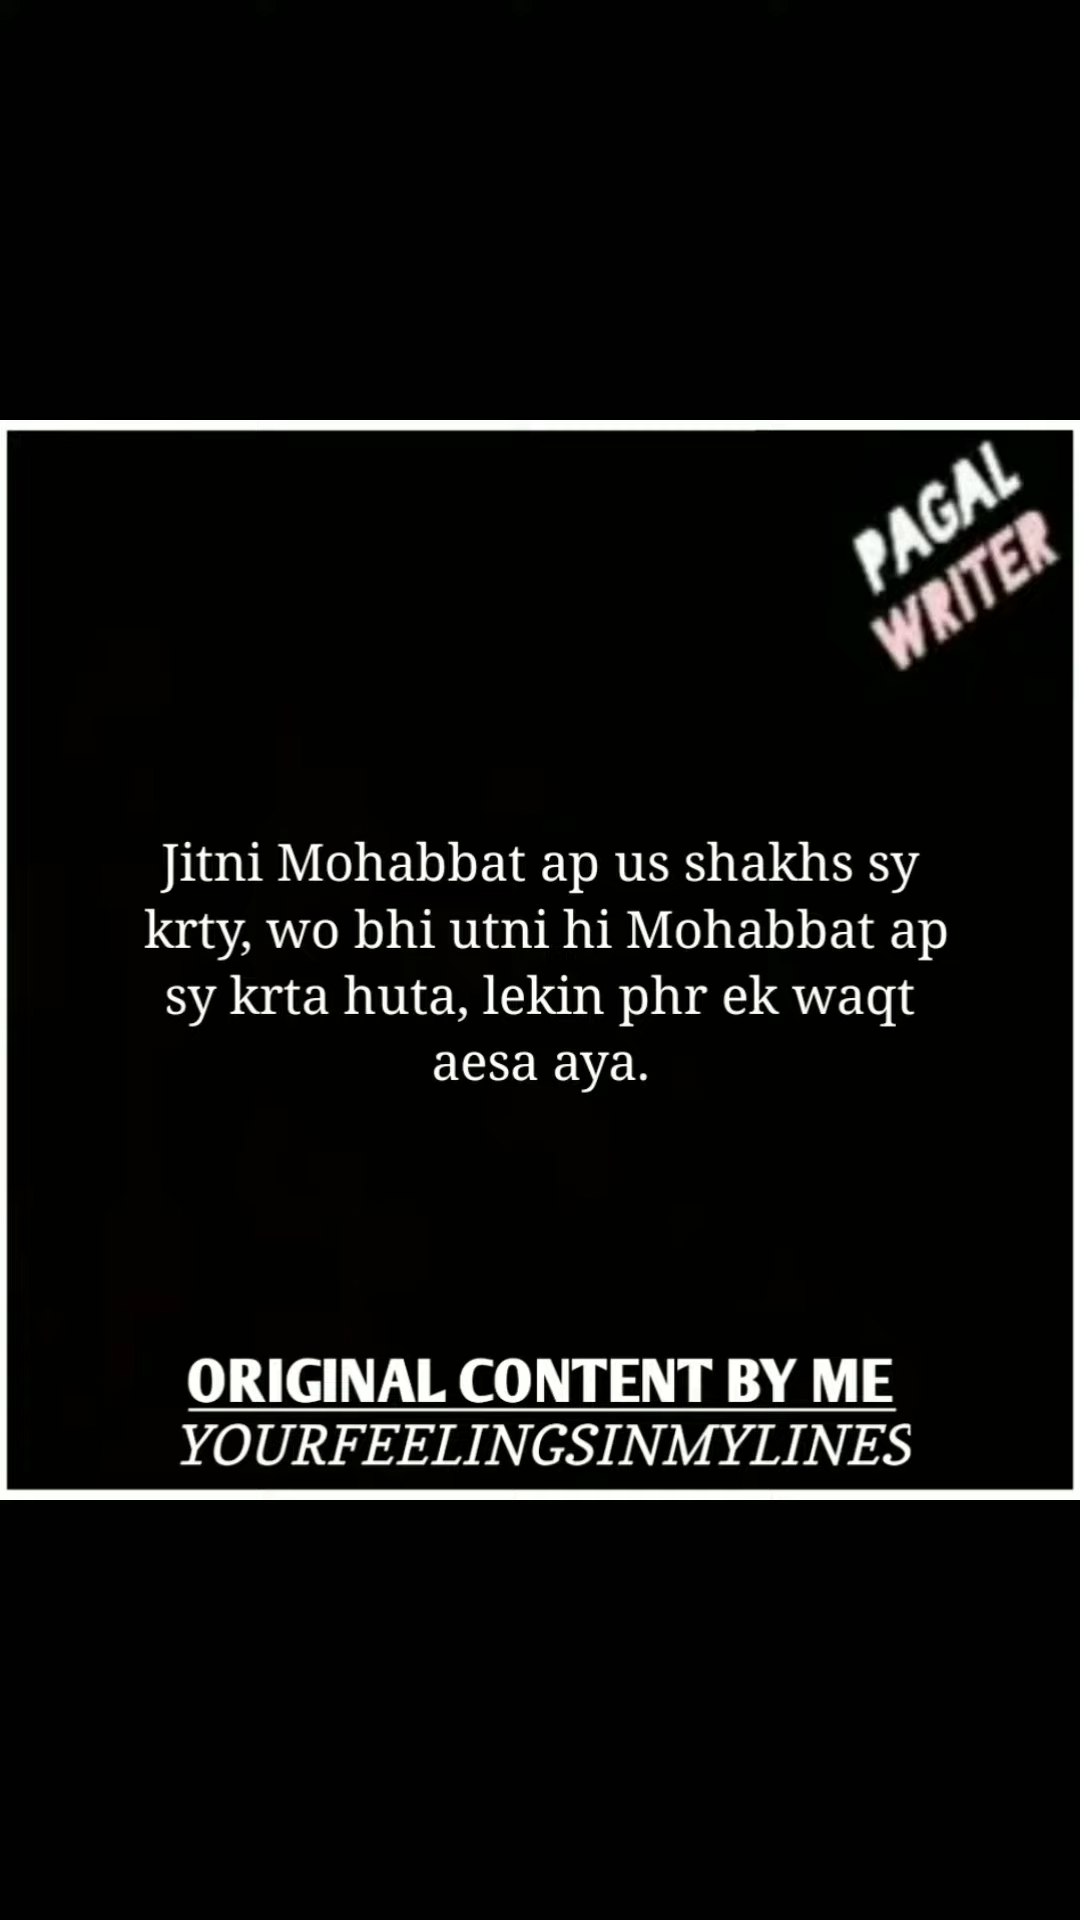 PAGAL
WRITER
Jitni Mohabbat ap us shakhs sy
krty, wo bhi utni hi Mohabbat ap
sy krta huta, lekin phr ek waqt
aesa aya.
ORIGINAL CONTENT BY ME
YOURFEELINGSINMYLINES